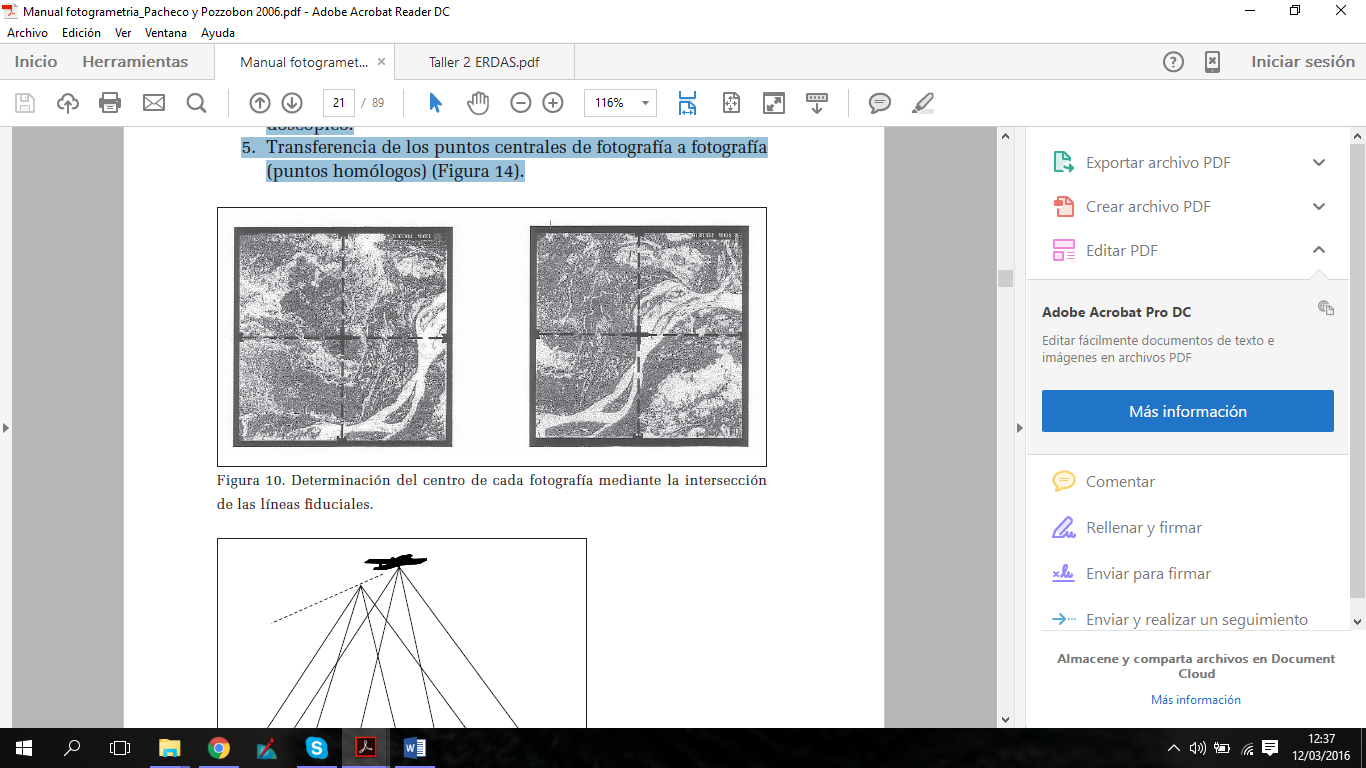 Manual fotogrametria_Pacheco y Pozzobon 2006.pdf - Adobe Acrobat Reader DC
Archivo Edición Ver Ventana Ayuda
Inicio Herramientas Manual fotogramet... Taller 2 ERDAS.pdf Iniciar sesión
21 / 89 116%
doscópico.
5. Transferencia de los puntos centrales de fotografía a fotografía
(puntos homólogos) (Figura 14).
Figura 10. Determinación del centro de cada fotografía mediante la intersección
de las líneas fiduciales.
Exportar archivo PDF
Crear archivo PDF
Editar PDF
Adobe Acrobat Pro DC
Editar fácilmente documentos de texto e
imágenes en archivos PDF
Más información
Comentar
Rellenar y firmar
Enviar para firmar
Enviar y realizar un seguimiento
Almacene y comparta archivos en Document
Cloud
Más información
12:37
12/03/2016